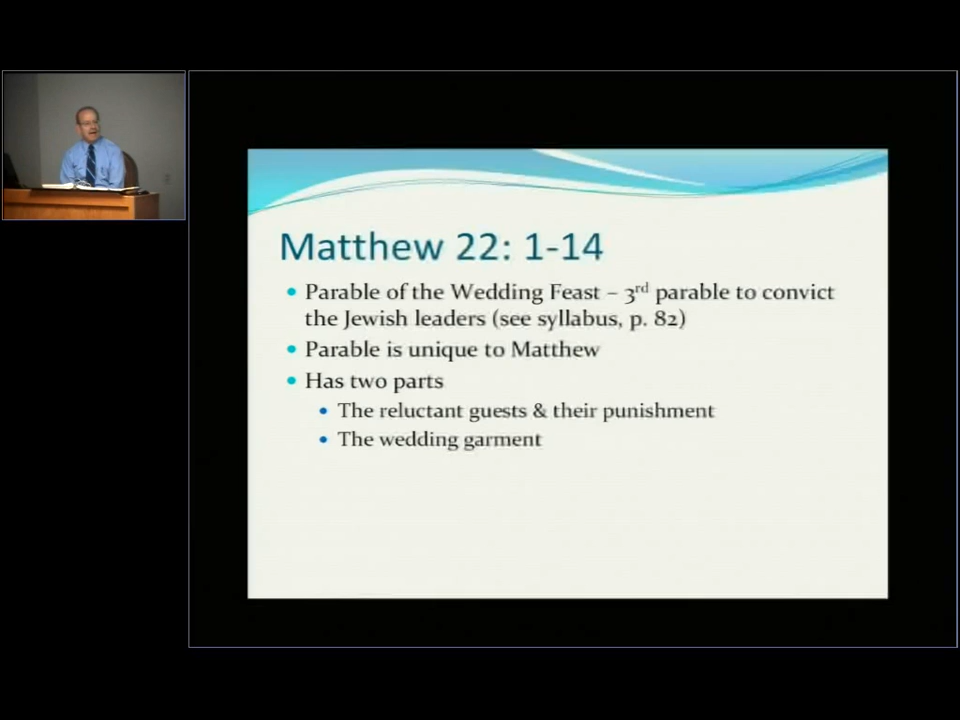 Matthew 22: 1-14
Parable of the Wedding Feast – 3rd parable to convict
the Jewish leaders (see syllabus, p. 82)
Parable is unique to Matthew
Has two parts
The reluctant guests & their punishment
The wedding garment